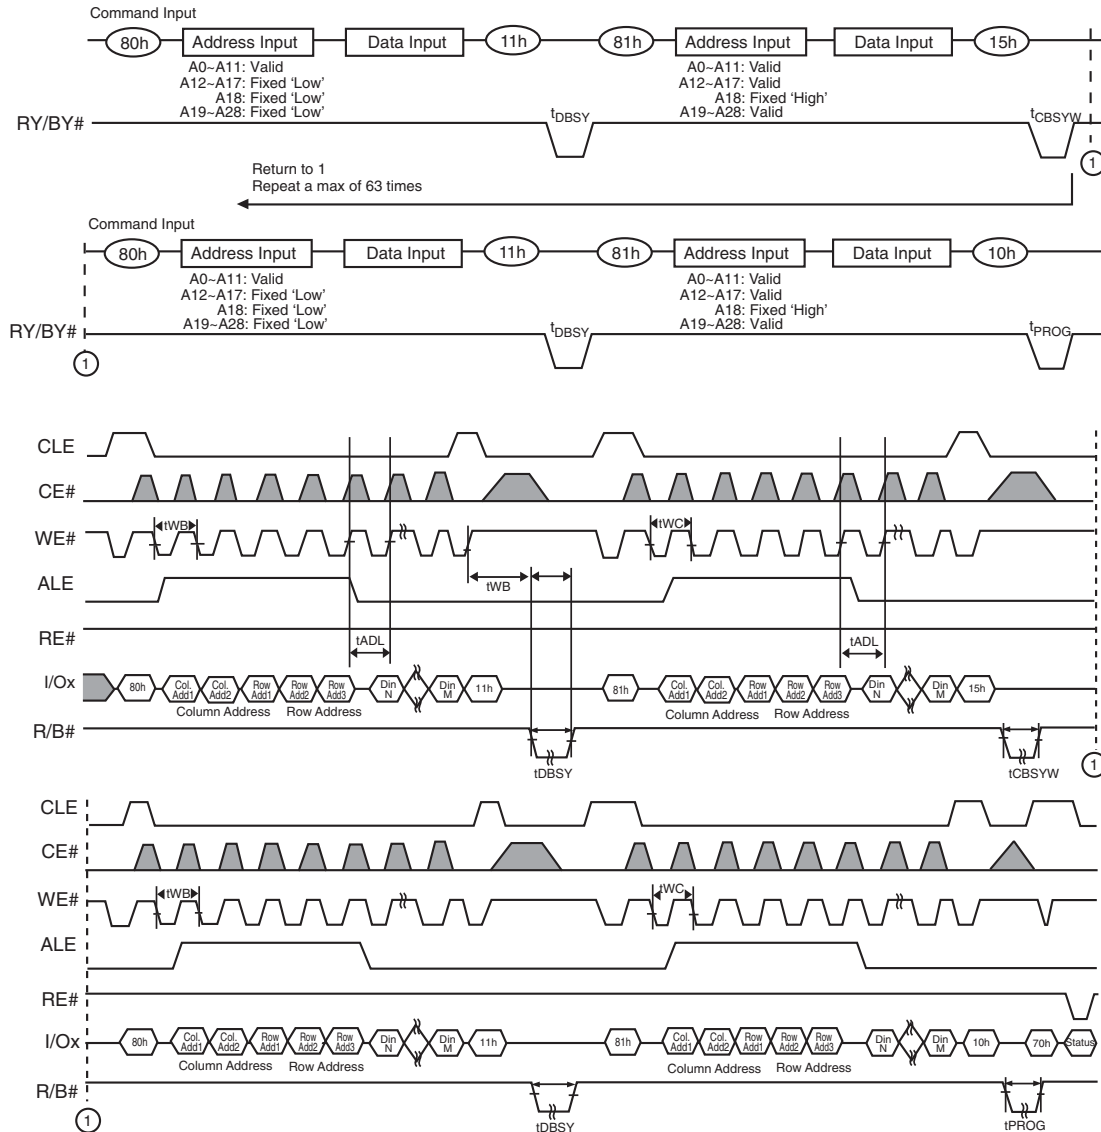 Command Input
80h Address Input Data Input 11h 81h Address Input Data Input 15h
A0~A11: Valid
A12~A17: Fixed ‘Low’
A18: Fixed ‘Low’
A19~A28: Fixed ‘Low’
A0~A11: Valid
A12~A17: Valid
A18: Fixed ‘High’
A19~A28: Valid
RY/BY# tDBSY tCBSYW
1
Return to 1
Repeat a max of 63 times
Command Input
80h Address Input Data Input 11h 81h Address Input Data Input 10h
A0~A11: Valid
A12~A17: Fixed ‘Low’
A18: Fixed ‘Low’
A19~A28: Fixed ‘Low’
A0~A11: Valid
A12~A17: Valid
A18: Fixed ‘High’
A19~A28: Valid
RY/BY# tDBSY tPROG
1
CLE
CE#
WE# tWB tWC
tWB
ALE
RE#
tADL tADL
I/Ox 80h Col. Add1 Col. Add2 Row Add1 Row Add2 Row Add3 Din N Din M 11h 81h Col. Add1 Col. Add2 Row Add1 Row Add2 Row Add3 Din N Din M 15h
Column Address Row Address Column Address Row Address
R/B#
tDBSY tCBSYW 1
CLE
CE#
WE# tWB tWC
ALE
RE#
I/Ox 80h Col. Add1 Col. Add2 Row Add1 Row Add2 Row Add3 Din N Din M 11h 81h Col. Add1 Col. Add2 Row Add1 Row Add2 Row Add3 Din N Din M 10h 70h Status
Column Address Row Address Column Address Row Address
R/B#
1 tDBSY tPROG